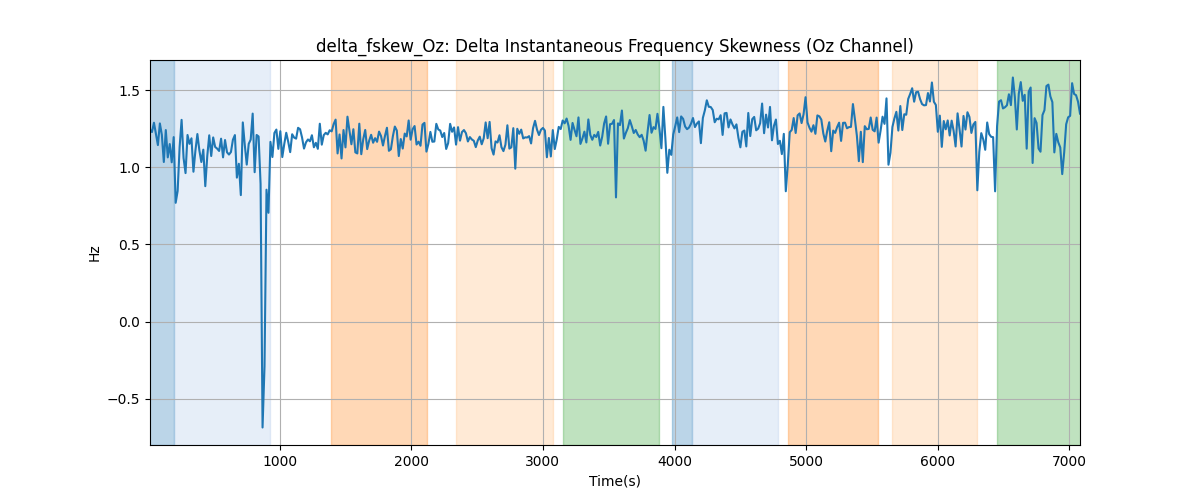 delta_fskew_Oz: Delta Instantaneous Frequency Skewness (Oz Channel)
1.5
1.0
0.5
0.0
−0.5
Hz
1000 2000 3000 4000 5000 6000 7000
Time(s)